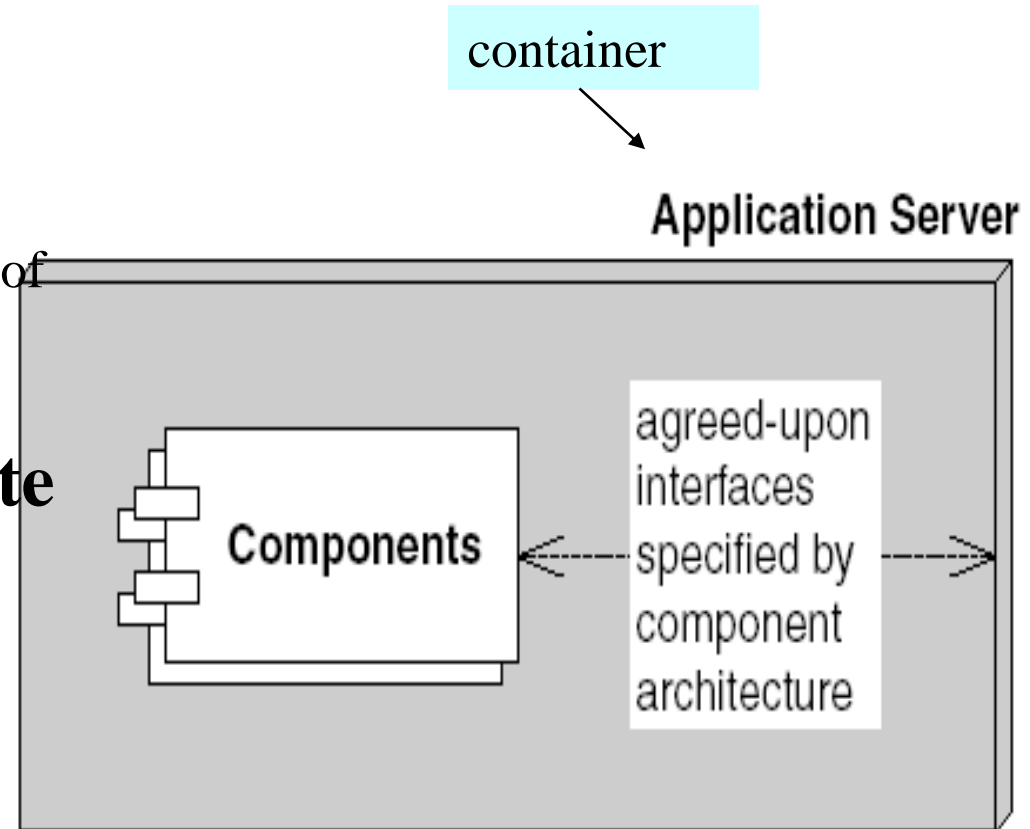 container
Application Server
of
te
Components
agreed-upon
interfaces
specified by
component
architecture